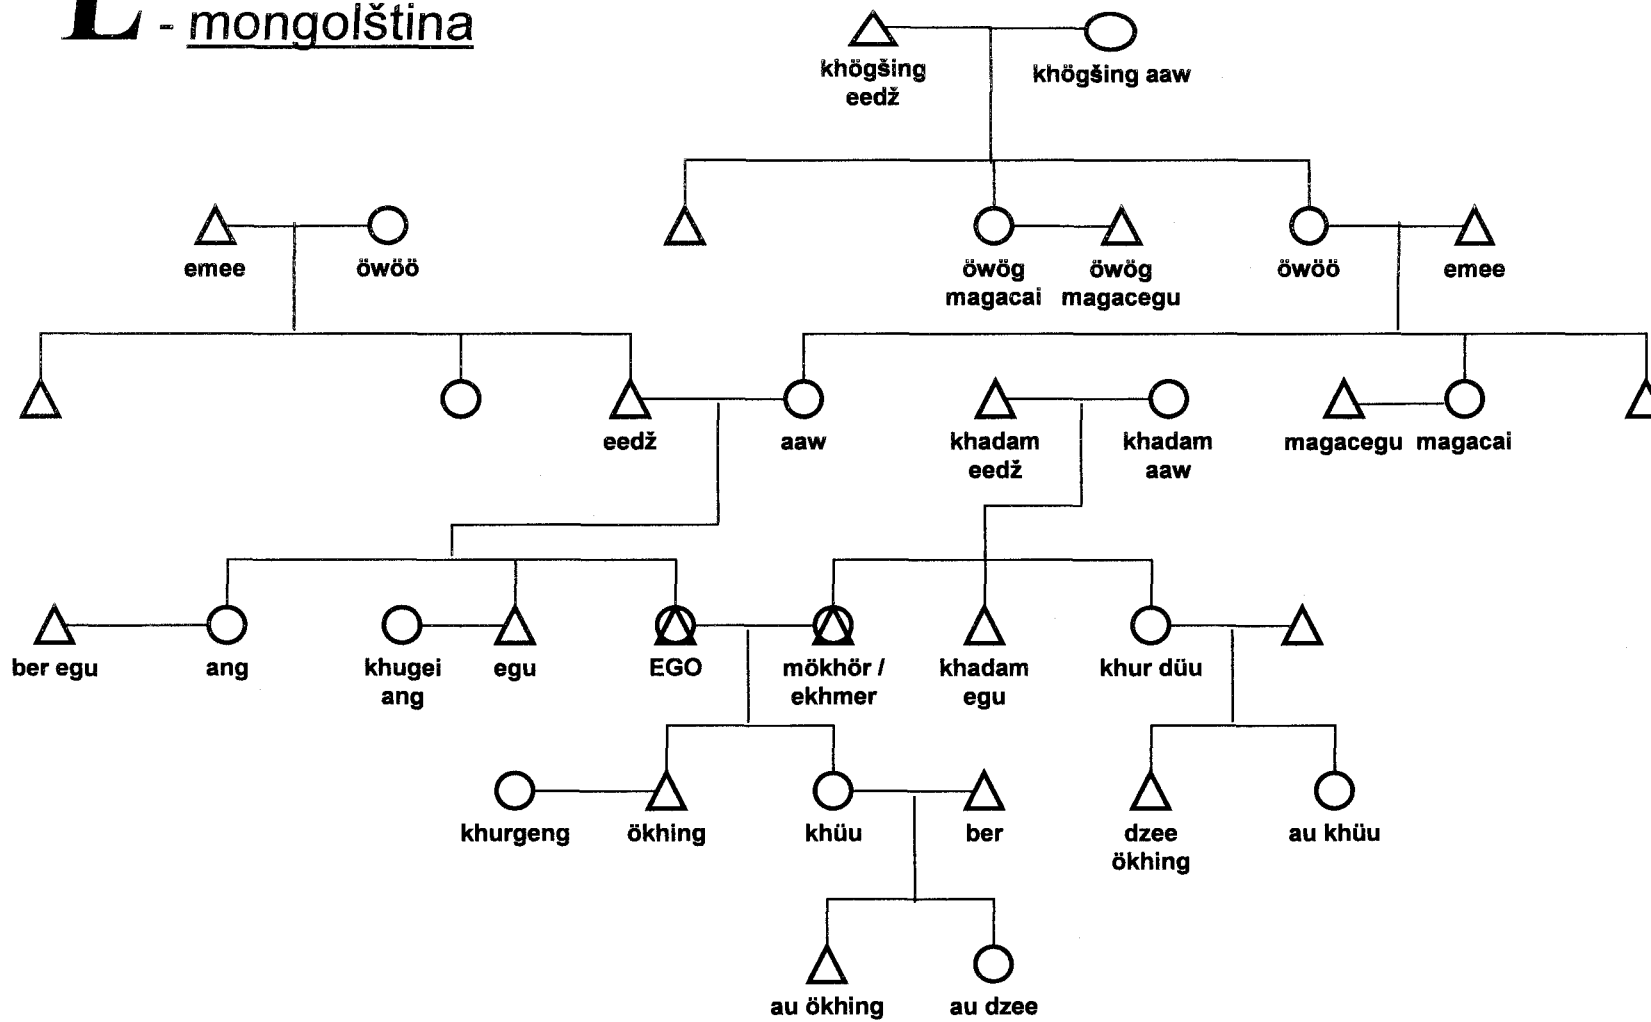 L - mongolština
khögšing
eedž
khögšing aaw
emee
öwöö
öwög
magacai
öwög
magacegu
öwöö
emee
eedž
aaw
khadam
eedž
khadam
aaw
magacegu
magacai
ber egu
ang
khugei
ang
egu
EGO
mökhör /
ekhmer
khadam
egu
khur düu
khurgeng
ökhing
khüu
ber
dzee
ökhing
au khüu
au ökhing
au dzee